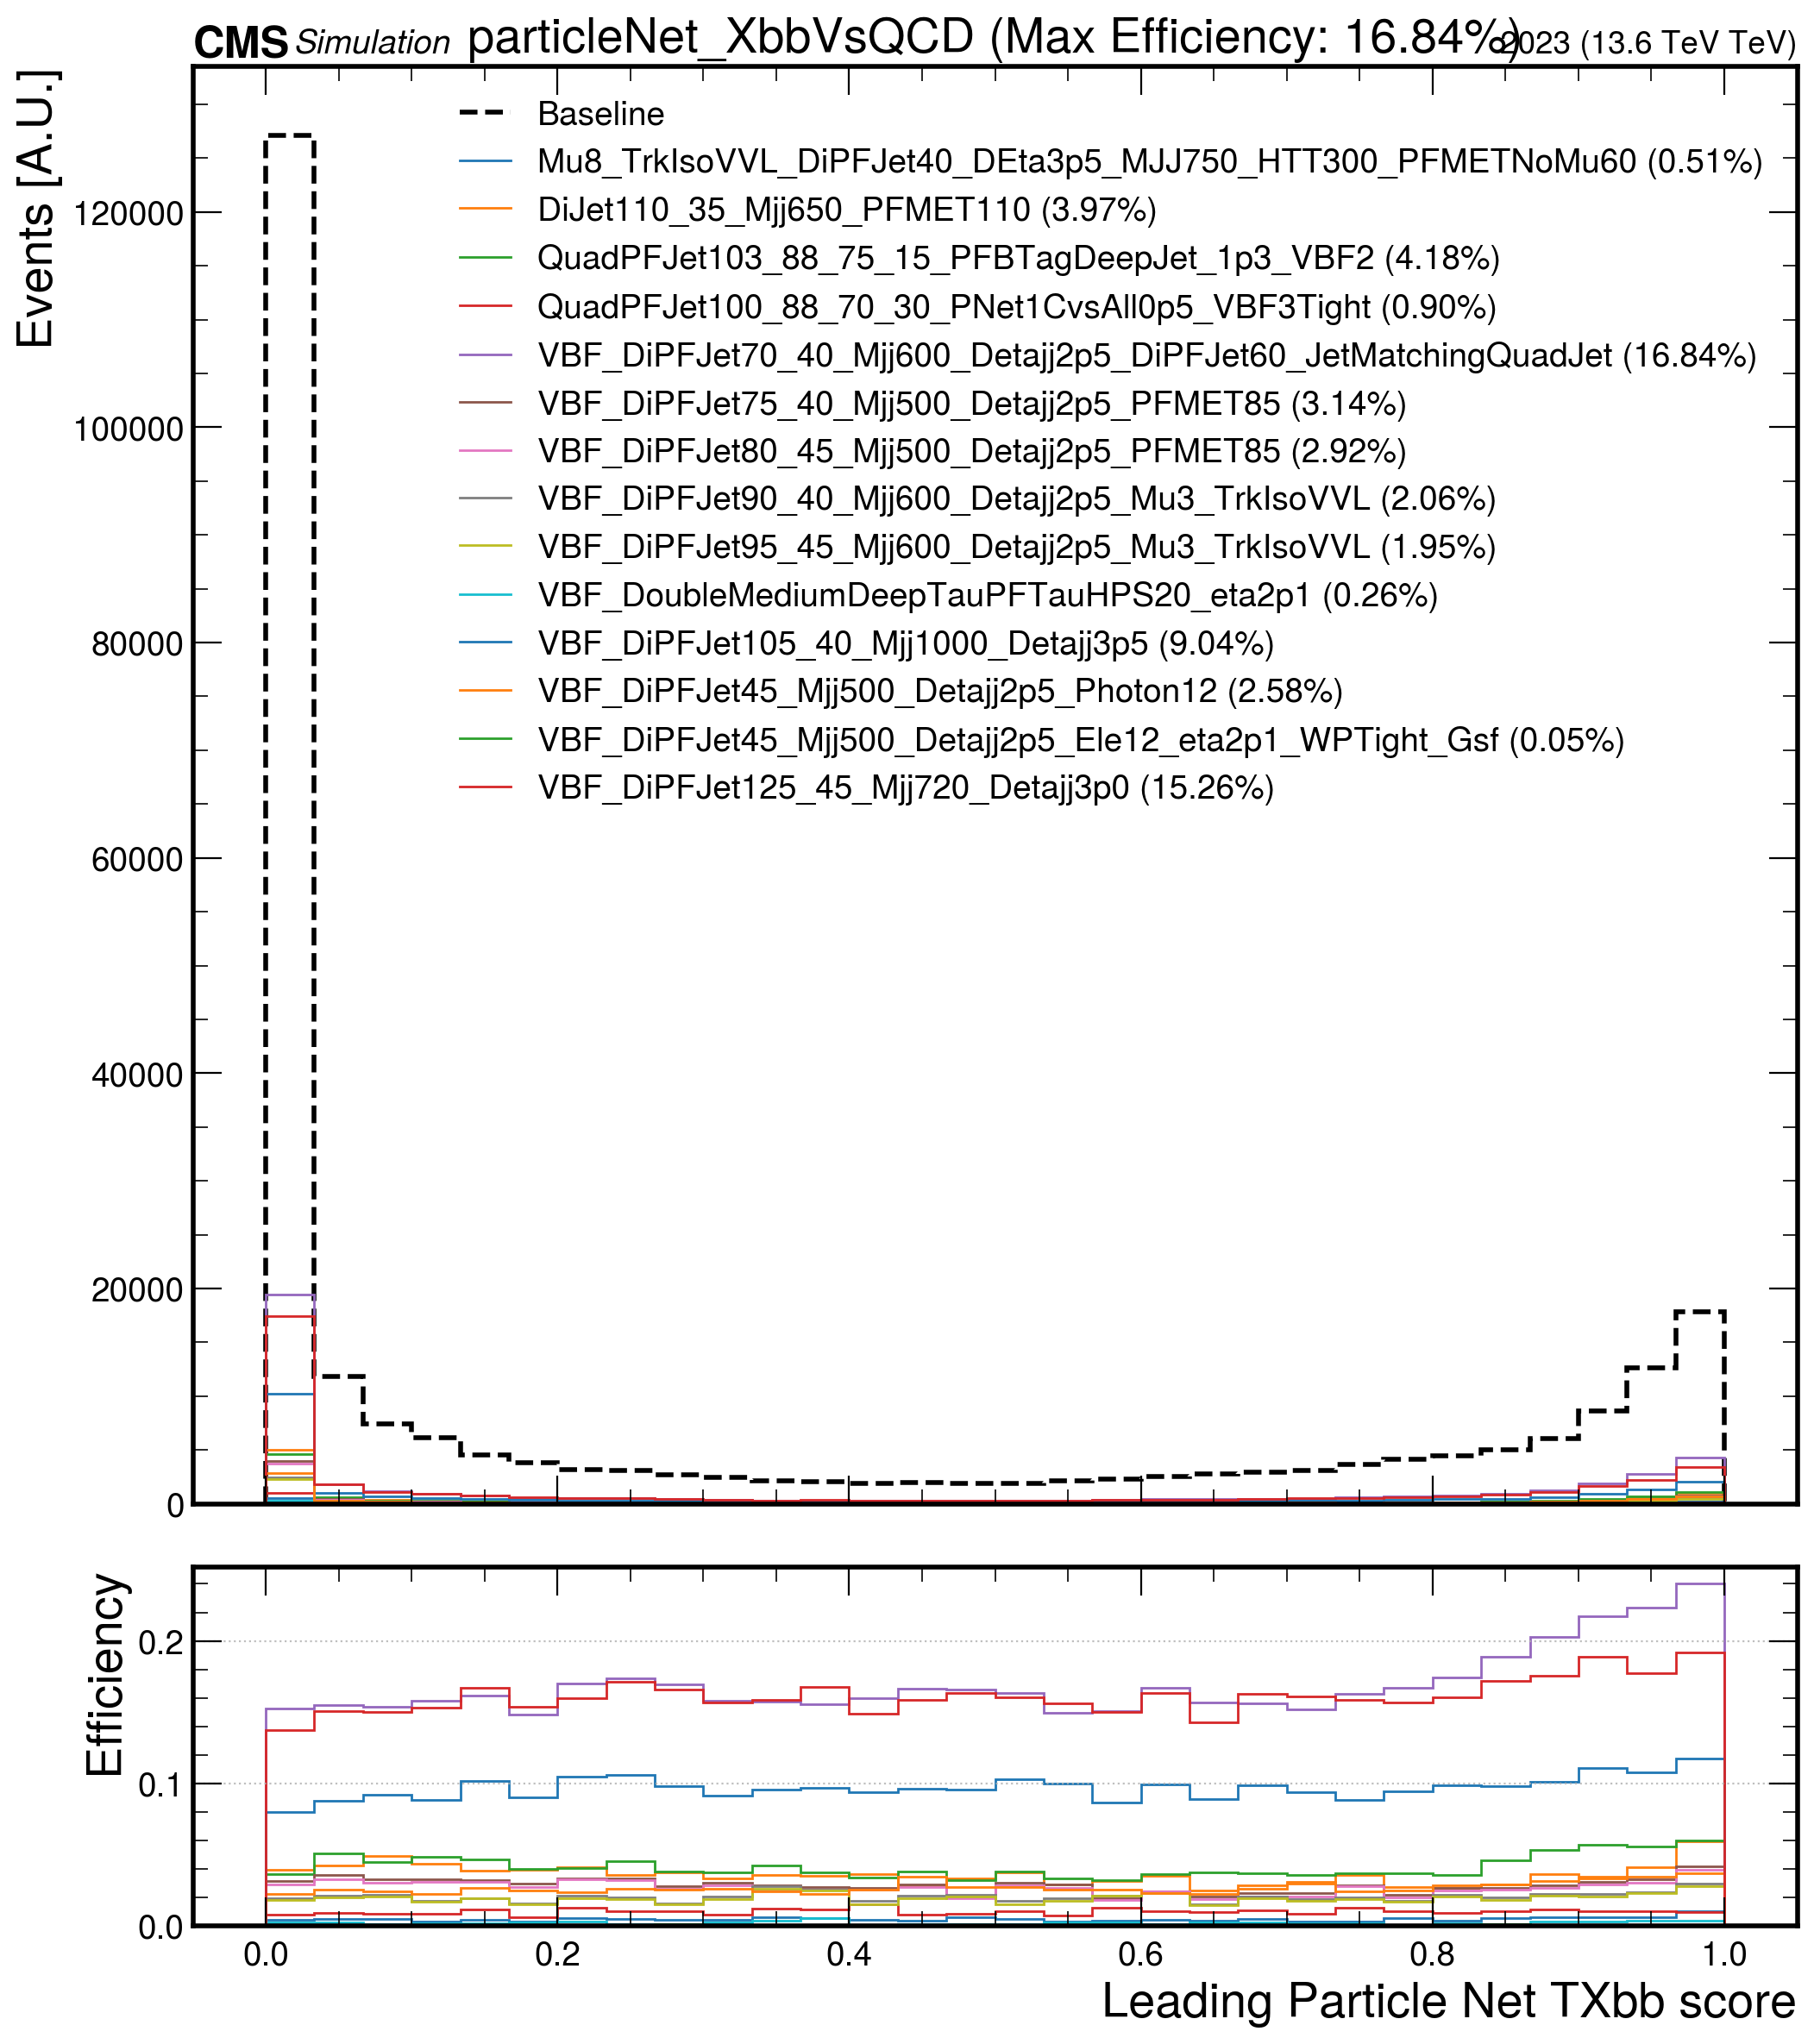 CMS Simulation particleNet_XbbVsQCD (Max Efficiency: 16.84%) 2023 (13.6 TeV TeV)
Events [A.U.]
Baseline
Mu8_TrkIsoVVL_DiPFJet40_DEta3p5_MJJ750_HTT300_PFMETNoMu60 (0.51%)
DiJet110_35_Mjj650_PFMET110 (3.97%)
QuadPFJet103_88_75_15_PFBTagDeepJet_1p3_VBF2 (4.18%)
QuadPFJet100_88_70_30_PNet1CvsAll0p5_VBF3Tight (0.90%)
VBF_DiPFJet70_40_Mjj600_Detajj2p5_DiPFJet60_JetMatchingQuadJet (16.84%)
VBF_DiPFJet75_40_Mjj500_Detajj2p5_PFMET85 (3.14%)
VBF_DiPFJet80_45_Mjj500_Detajj2p5_PFMET85 (2.92%)
VBF_DiPFJet90_40_Mjj600_Detajj2p5_Mu3_TrkIsoVVL (2.06%)
VBF_DiPFJet95_45_Mjj600_Detajj2p5_Mu3_TrkIsoVVL (1.95%)
VBF_DoubleMediumDeepTauPFTauHPS20_eta2p1 (0.26%)
VBF_DiPFJet105_40_Mjj1000_Detajj3p5 (9.04%)
VBF_DiPFJet45_Mjj500_Detajj2p5_Photon12 (2.58%)
VBF_DiPFJet45_Mjj500_Detajj2p5_Ele12_eta2p1_WPTight_Gsf (0.05%)
VBF_DiPFJet125_45_Mjj720_Detajj3p0 (15.26%)
120000
100000
80000
60000
40000
20000
0
Efficiency
0.2
0.1
0.0
0.0 0.2 0.4 0.6 0.8 1.0
Leading Particle Net TXbb score